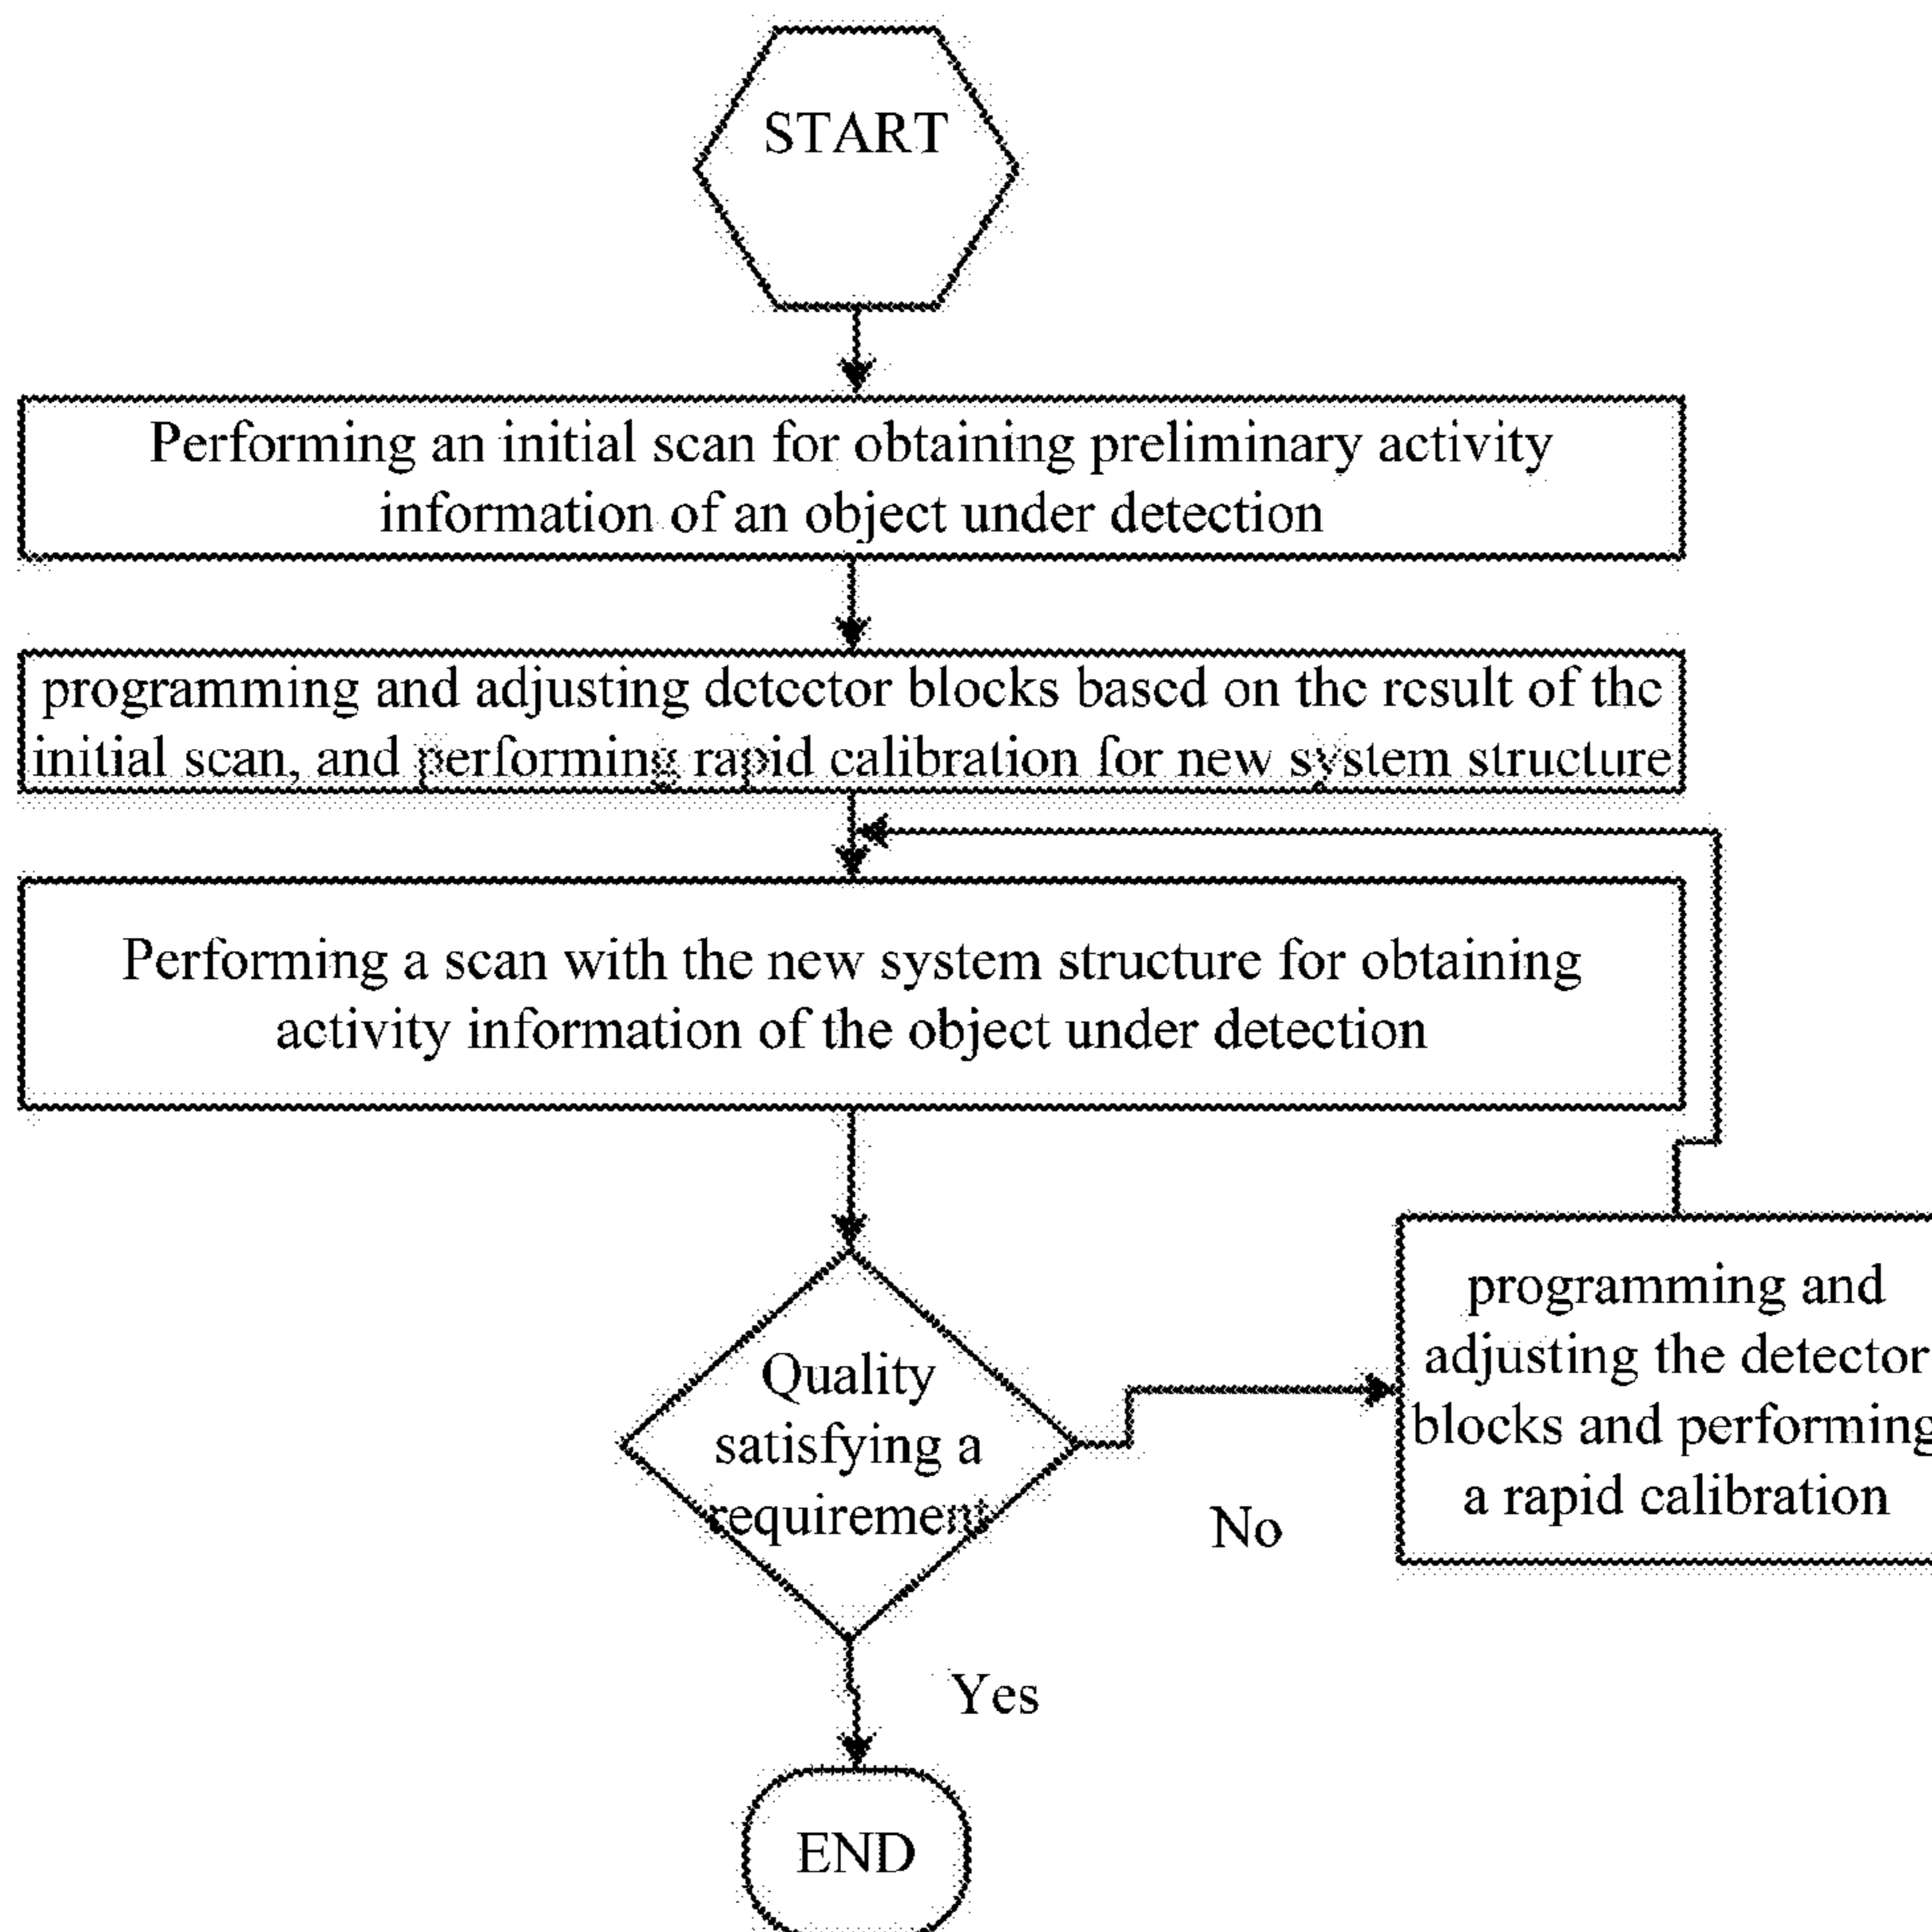 START
Performing an initial scan for obtaining preliminary activity
information of an object under detection
programming and adjusting detector blocks based on the result of the
initial scan, and performing rapid calibration for new system structure
Performing a scan with the new system structure for obtaining
activity information of the object under detection
Quality
satisfying a
requirement
No
programming and
adjusting the detector
blocks and performing
a rapid calibration
Yes
END